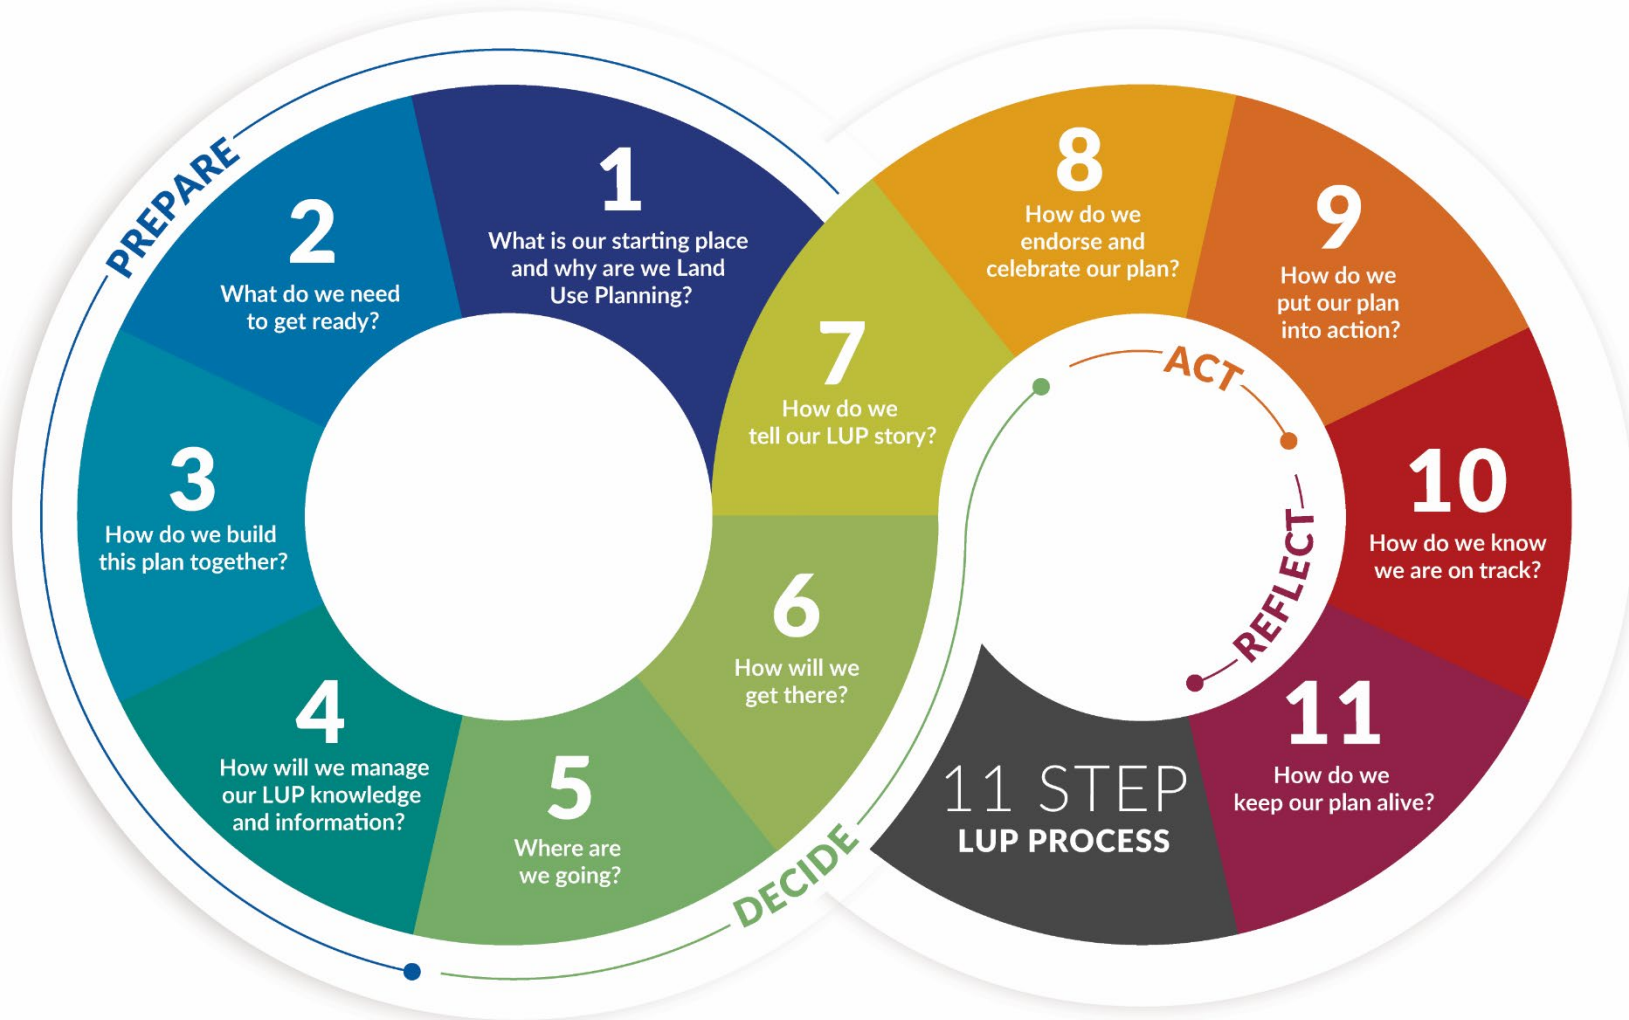 PREPARE
1
What is our starting place
and why are we Land
Use Planning?
2
What do we need
to get ready?
3
How do we build
this plan together?
4
How will we manage
our LUP knowledge
and information?
DECIDE
5
Where are
we going?
6
How will we
get there?
7
How do we
tell our LUP story?
ACT
8
How do we
endorse and
celebrate our plan?
9
How do we
put our plan
into action?
REFLECT
10
How do we know
we are on track?
11
How do we
keep our plan alive?
11 STEP
LUP PROCESS